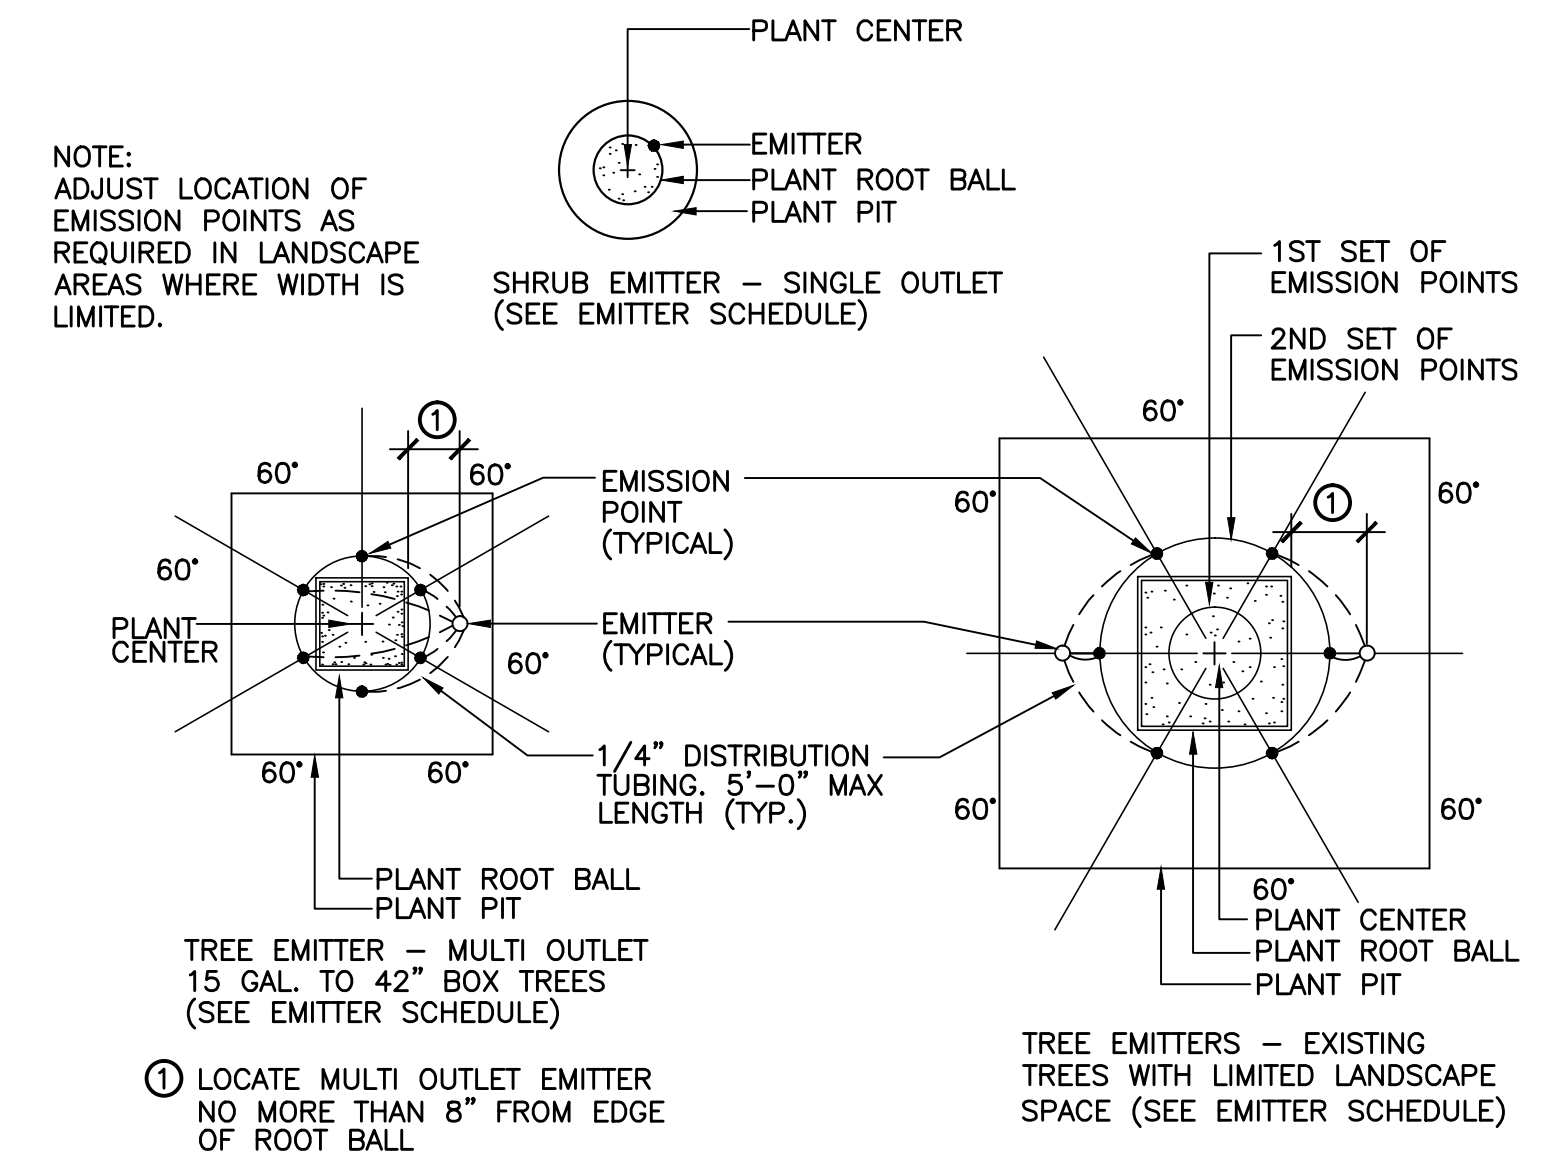 PLANT CENTER
EMITTER
PLANT ROOT BALL
PLANT PIT
SHRUB EMITTER – SINGLE OUTLET
(SEE EMITTER SCHEDULE)
NOTE:
ADJUST LOCATION OF
EMISSION POINTS AS
REQUIRED IN LANDSCAPE
AREAS WHERE WIDTH IS
LIMITED.
1ST SET OF
EMISSION POINTS
2ND SET OF
EMISSION POINTS
1
60°
60°
60°
60°
60°
60°
PLANT
CENTER
EMISSION
POINT
(TYPICAL)
EMITTER
(TYPICAL)
1/4” DISTRIBUTION
TUBING. 5'–0” MAX
LENGTH (TYP.)
PLANT ROOT BALL
PLANT PIT
TREE EMITTER – MULTI OUTLET
15 GAL. TO 42” BOX TREES
(SEE EMITTER SCHEDULE)
1 LOCATE MULTI OUTLET EMITTER
NO MORE THAN 8” FROM EDGE
OF ROOT BALL
60°
60°
60°
1
60°
60°
60°
PLANT CENTER
PLANT ROOT BALL
PLANT PIT
TREE EMITTERS – EXISTING
TREES WITH LIMITED LANDSCAPE
SPACE (SEE EMITTER SCHEDULE)